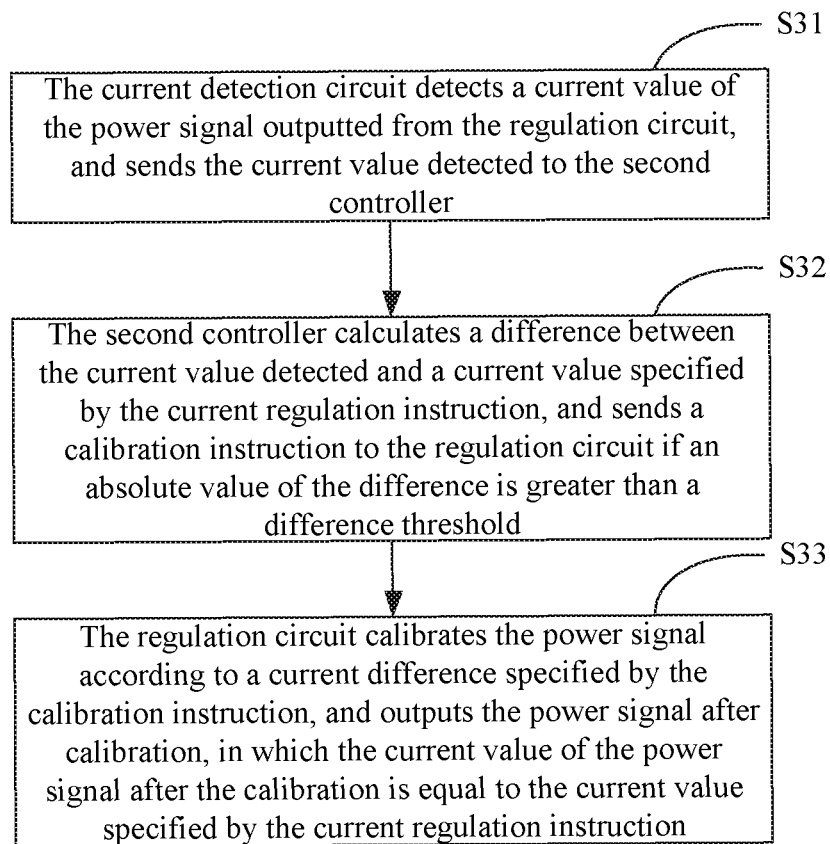 S31
The current detection circuit detects a current value of
the power signal outputted from the regulation circuit,
and sends the current value detected to the second
controller
S32
The second controller calculates a difference between
the current value detected and a current value specified
by the current regulation instruction, and sends a
calibration instruction to the regulation circuit if an
absolute value of the difference is greater than a
difference threshold
S33
The regulation circuit calibrates the power signal
according to a current difference specified by the
calibration instruction, and outputs the power signal after
calibration, in which the current value of the power
signal after the calibration is equal to the current value
specified by the current regulation instruction